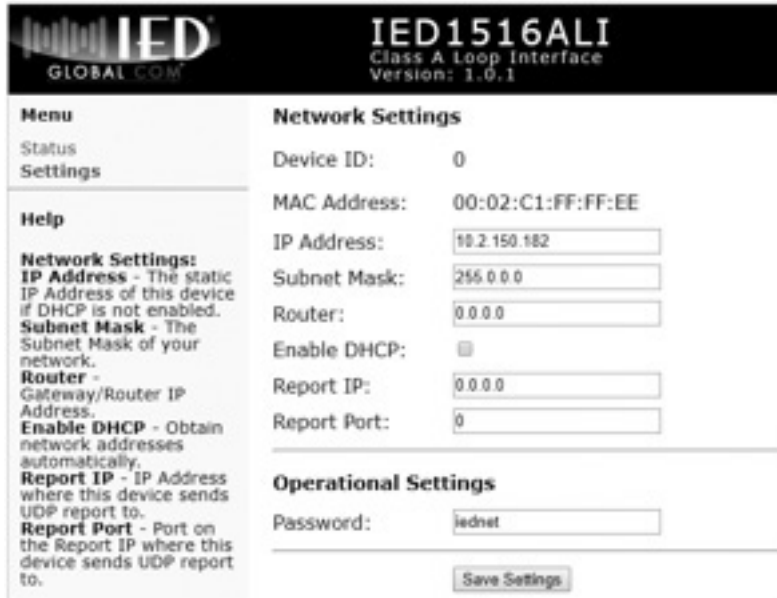 IED
GLOBAL COM®
IED1516ALI
Class A Loop Interface
Version: 1.0.1
Menu
Status
Settings
Help
Network Settings:
IP Address - The static
IP Address of this device
if DHCP is not enabled.
Subnet Mask - The
Subnet Mask of your
network.
Router -
Gateway/Router IP
Address.
Enable DHCP - Obtain
network addresses
automatically.
Report IP - IP Address
where this device sends
UDP report to.
Report Port - Port on
the Report IP where this
device sends UDP report
to.
Network Settings
Device ID: 0
MAC Address: 00:02:C1:FF:FF:EE
IP Address: 10.2.150.182
Subnet Mask: 255.0.0.0
Router: 0.0.0.0
Enable DHCP:
Report IP: 0.0.0.0
Report Port: 0
Operational Settings
Password: iednet
Save Settings